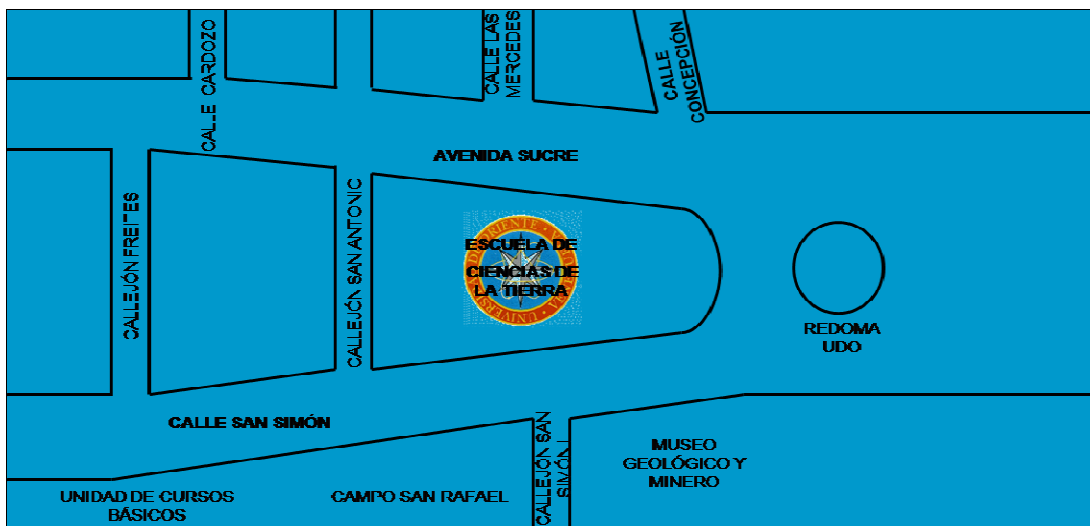 CALLE CARDOZO
CALLE LAS
MERCEDES
CALLE
CONCEPCIÓN
AVENIDA SUCRE
CALLEJÓN FREITES
CALLEJÓN SAN ANTONIO
ESCUELA DE
CIENCIAS DE
LA TIERRA
REDOMA
UDO
CALLE SAN SIMÓN
CALLEJÓN SAN
SIMÓN I
MUSEO
GEOLÓGICO Y
MINERO
UNIDAD DE CURSOS
BÁSICOS
CAMPO SAN RAFAEL